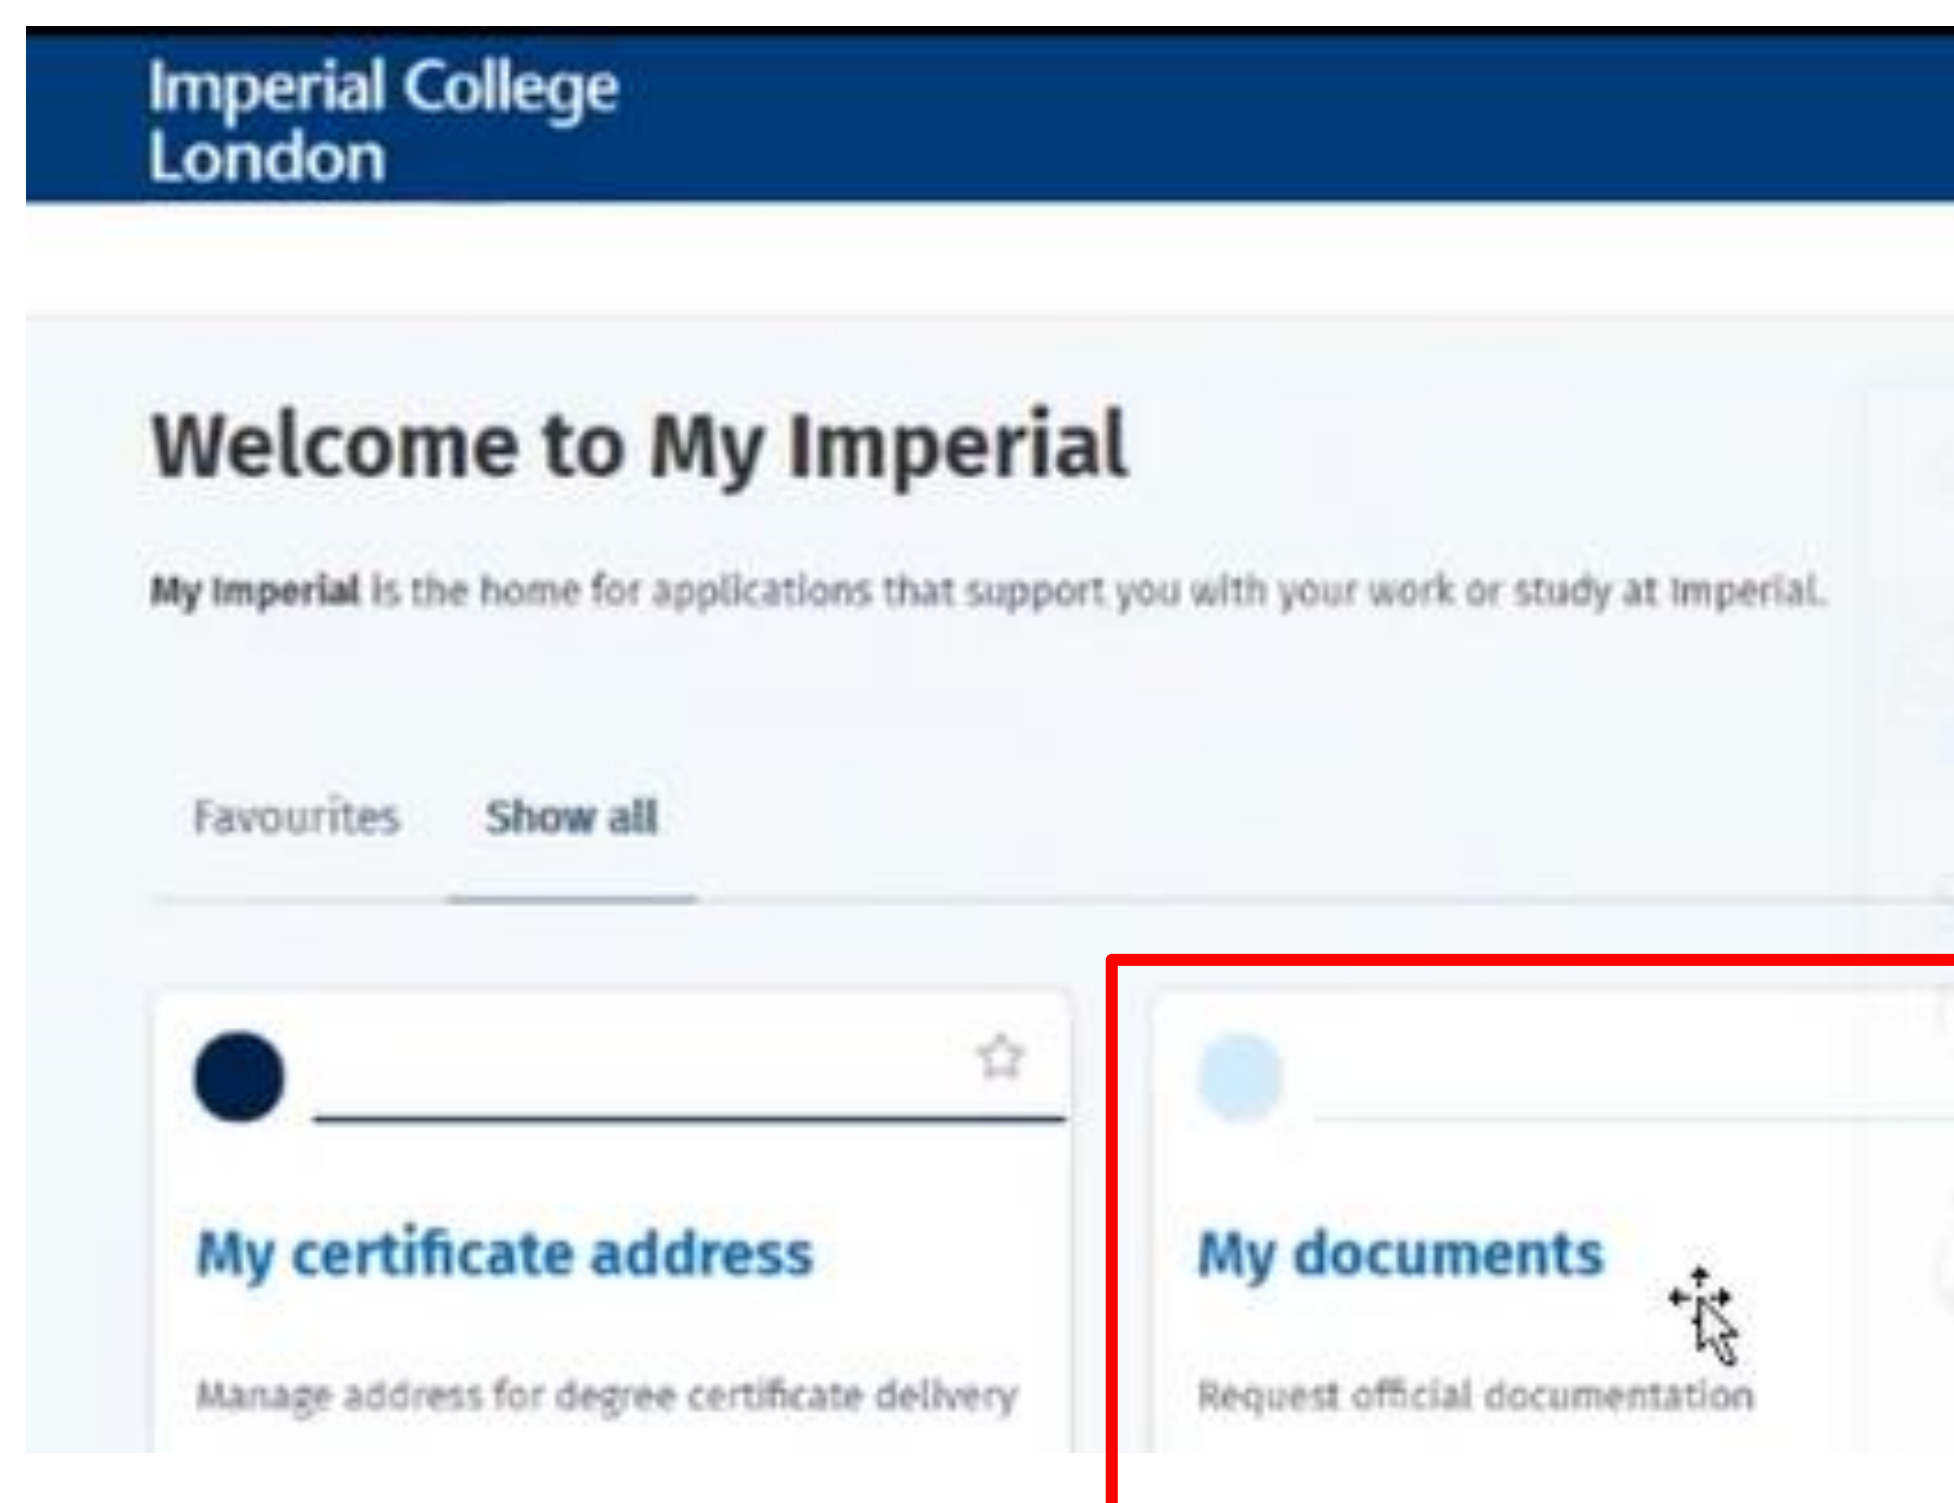 Imperial College
London
Welcome to My Imperial
My Imperial is the home for applications that support you with your work or study at Imperial.
Favourites Show all
My certificate address
Manage address for degree certificate delivery
My documents
Request official documentation